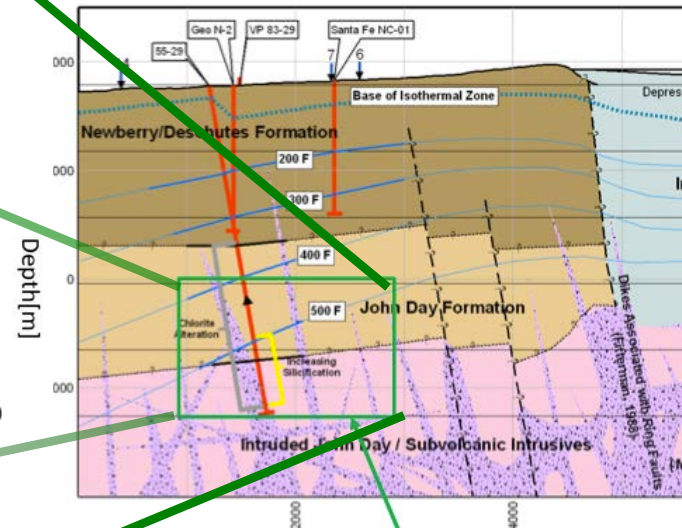 Geo N-2
VP 83-29
Santa Fe NC-01
55-29
4
7
6
000
Base of Isothermal Zone
Depres
Newberry/Deschutes Formation
200 F
000
300 F
400 F
Depth[m]
0
500 F
John Day Formation
Chlorite
Alteration
Increasing
Silicification
000
Dikes Associated with Ring Faults
(Fitterman, 1988)
Intruded John Day / Subvolcanic Intrusives
2000
4000